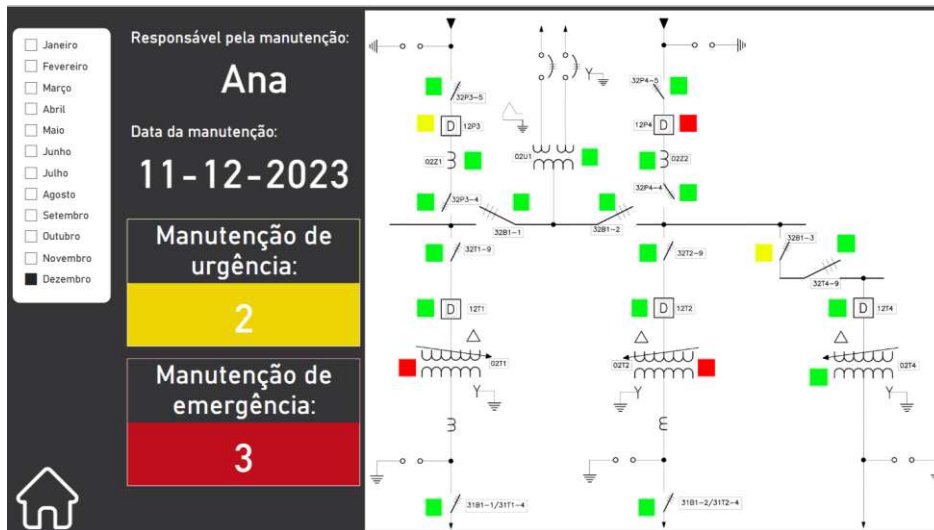 Janeiro
Fevereiro
Março
Abril
Maio
Junho
Julho
Agosto
Setembro
Outubro
Novembro
Dezembro
Responsável pela manutenção:
Ana
Data da manutenção:
11-12-2023
Manutenção de
urgência:
2
Manutenção de
emergência:
3
32P3-5
32P4-5
D 12P3
12P4 D
02Z1
02U1
02Z2
32P3-4
32P4-4
32B1-1
32B1-2
32B1-3
32T1-9
32T2-9
32T4-9
D 12T1
D 12T2
D 12T4
02T1
02T2
02T4
31B1-1/31T1-4
31B1-2/31T2-4